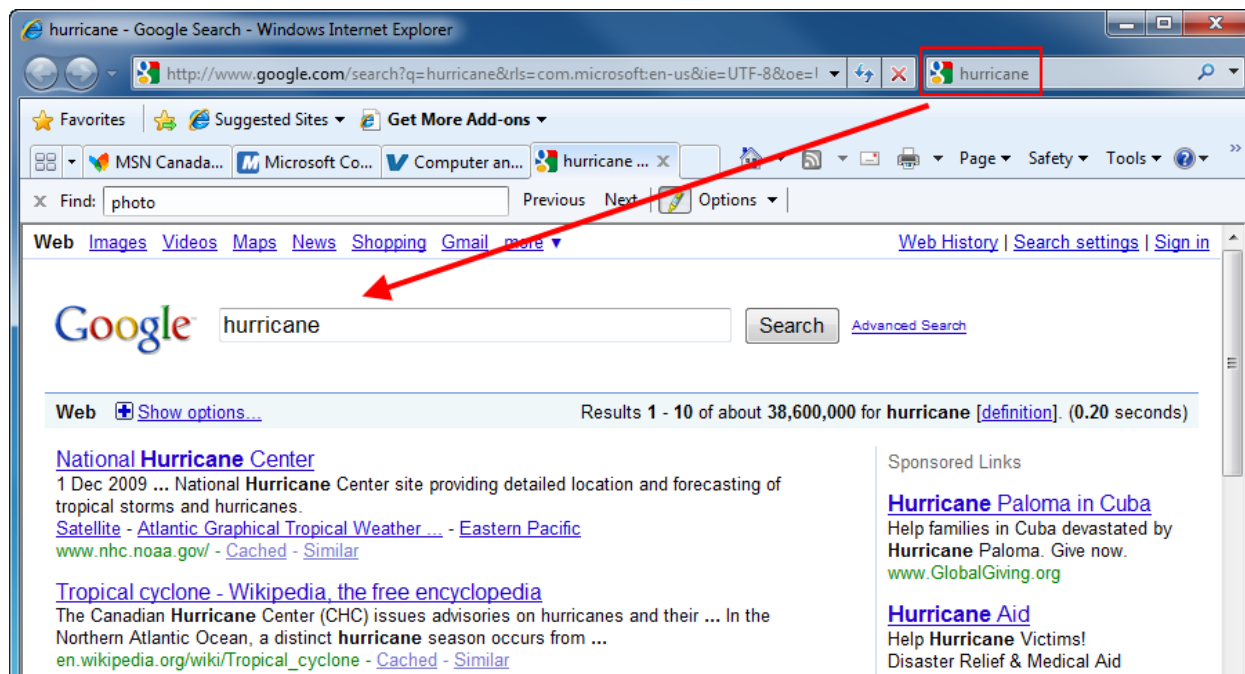 hurricane - Google Search - Windows Internet Explorer
http://www.google.com/search?q=hurricane&rls=com.microsoft:en-us&ie=UTF-8&oe=U hurricane
Favorites Suggested Sites Get More Add-ons
MSN Canada... Microsoft Co... Computer an... hurricane ... Page Safety Tools
Find: photo Previous Next Options
Web Images Videos Maps News Shopping Gmail more Web History | Search settings | Sign in
Google hurricane Search Advanced Search
Web Show options... Results 1 - 10 of about 38,600,000 for hurricane [definition]. (0.20 seconds)
National Hurricane Center
1 Dec 2009 ... National Hurricane Center site providing detailed location and forecasting of
tropical storms and hurricanes.
Satellite - Atlantic Graphical Tropical Weather ... - Eastern Pacific
www.nhc.noaa.gov/ - Cached - Similar
Tropical cyclone - Wikipedia, the free encyclopedia
The Canadian Hurricane Center (CHC) issues advisories on hurricanes and their ... In the
Northern Atlantic Ocean, a distinct hurricane season occurs from ...
en.wikipedia.org/wiki/Tropical_cyclone - Cached - Similar
Sponsored Links
Hurricane Paloma in Cuba
Help families in Cuba devastated by
Hurricane Paloma. Give now.
www.GlobalGiving.org
Hurricane Aid
Help Hurricane Victims!
Disaster Relief & Medical Aid